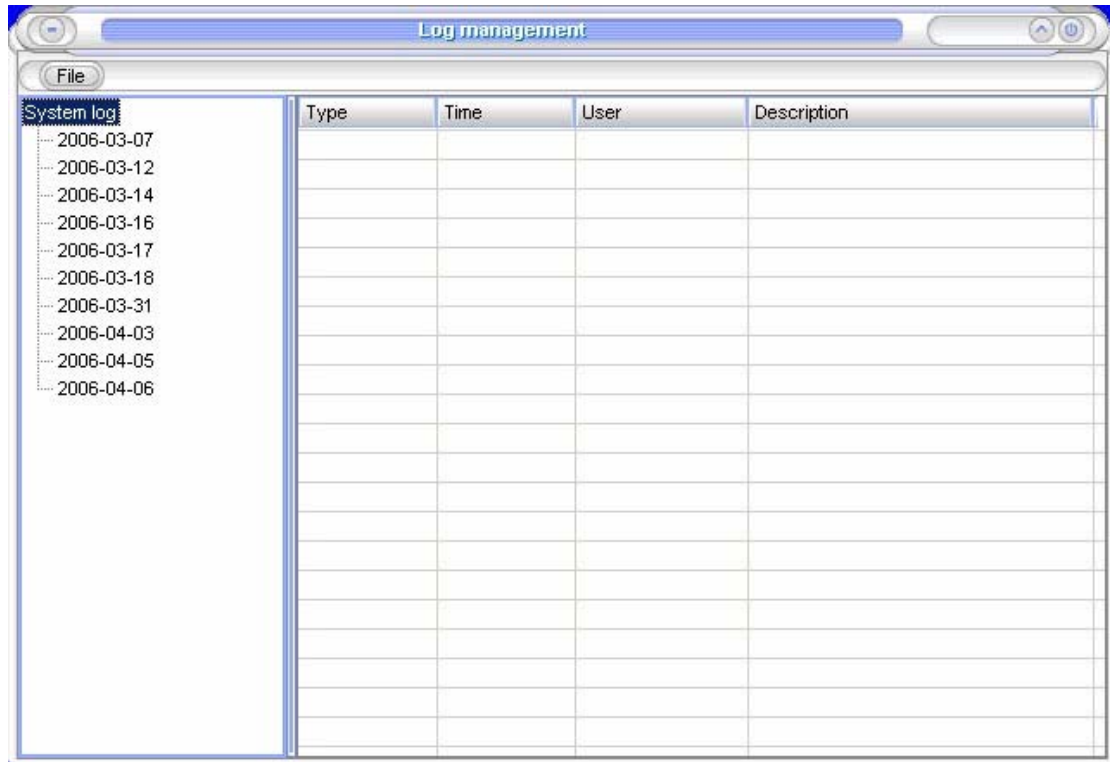 Log management
File
System log
2006-03-07
2006-03-12
2006-03-14
2006-03-16
2006-03-17
2006-03-18
2006-03-31
2006-04-03
2006-04-05
2006-04-06
Type Time User Description